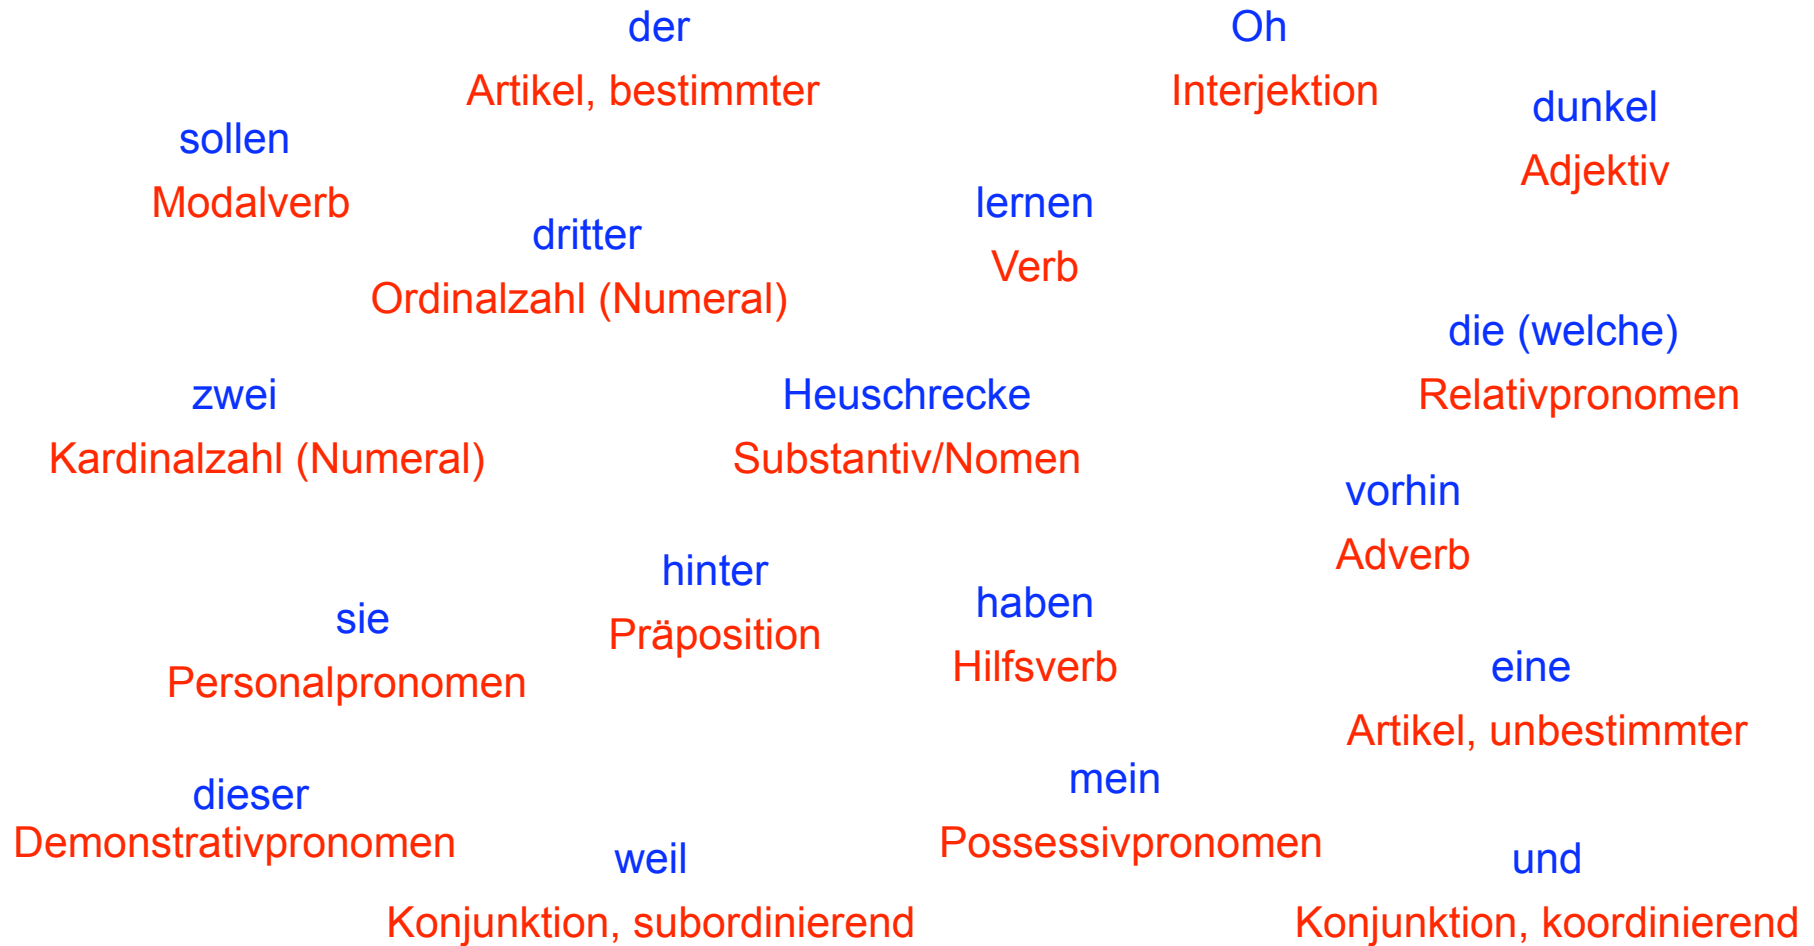 der
Artikel, bestimmter
Oh
Interjektion
dunkel
Adjektiv
sollen
Modalverb
dritter
Ordinalzahl (Numeral)
lernen
Verb
die (welche)
Relativpronomen
zwei
Kardinalzahl (Numeral)
Heuschrecke
Substantiv/Nomen
vorhin
Adverb
sie
Personalpronomen
hinter
Präposition
haben
Hilfsverb
eine
Artikel, unbestimmter
dieser
Demonstrativpronomen
weil
Konjunktion, subordinierend
mein
Possessivpronomen
und
Konjunktion, koordinierend